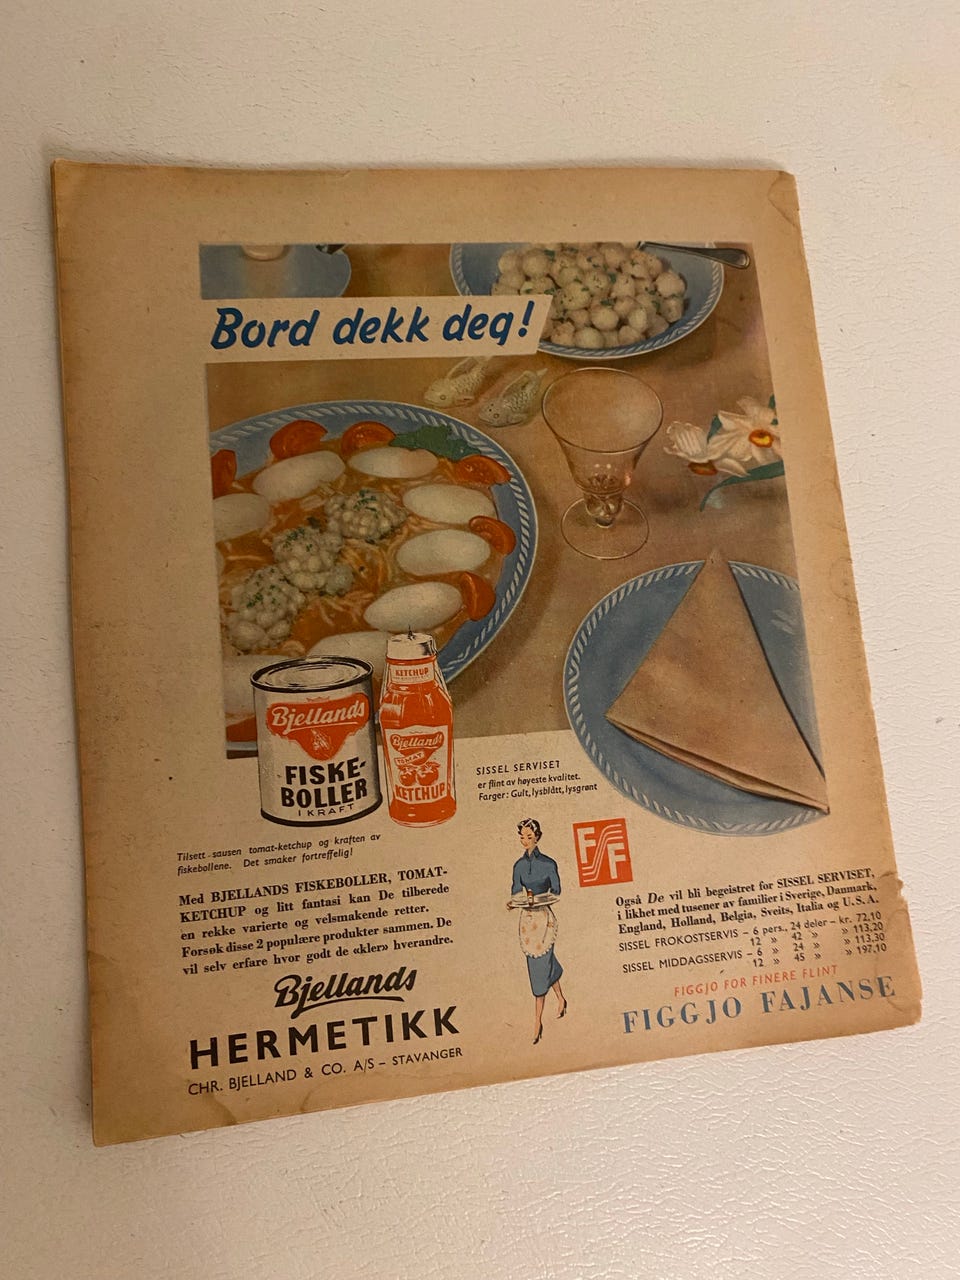 Bord dekk deg!
Bjellands
FISKE-
BOLLER
I KRAFT
KETCHUP
Bjellands
TOMAT
KETCHUP
SISSEL SERVISET
er flint av høyeste kvalitet.
Farger: Gult, lysblått, lysgrønt
Tilsett sausen tomat-ketchup og kraften av
fiskebollene. Det smaker fortreffelig!
Med BJELLANDS FISKEBOLLER, TOMAT-
KETCHUP og litt fantasi kan De tilberede
en rekke varierte og velsmakende retter.
Forsøk disse 2 populære produkter sammen. De
vil selv erfare hvor godt de «kler» hverandre.
Bjellands
HERMETIKK
CHR. BJELLAND & CO. A/S – STAVANGER
FF
Også De vil bli begeistret for SISSEL SERVISET,
i likhet med tusener av familier i Sverige, Danmark,
England, Holland, Belgia, Sveits, Italia og U.S.A.
SISSEL FROKOSTSERVIS – 6 pers., 24 deler – kr. 72,10
12 » 42 » » 113,20
SISSEL MIDDAGSSERVIS – 6 » 24 » » 113,30
12 » 45 » » 197,10
FIGGJO FOR FINERE FLINT
FIGGJO FAJANSE